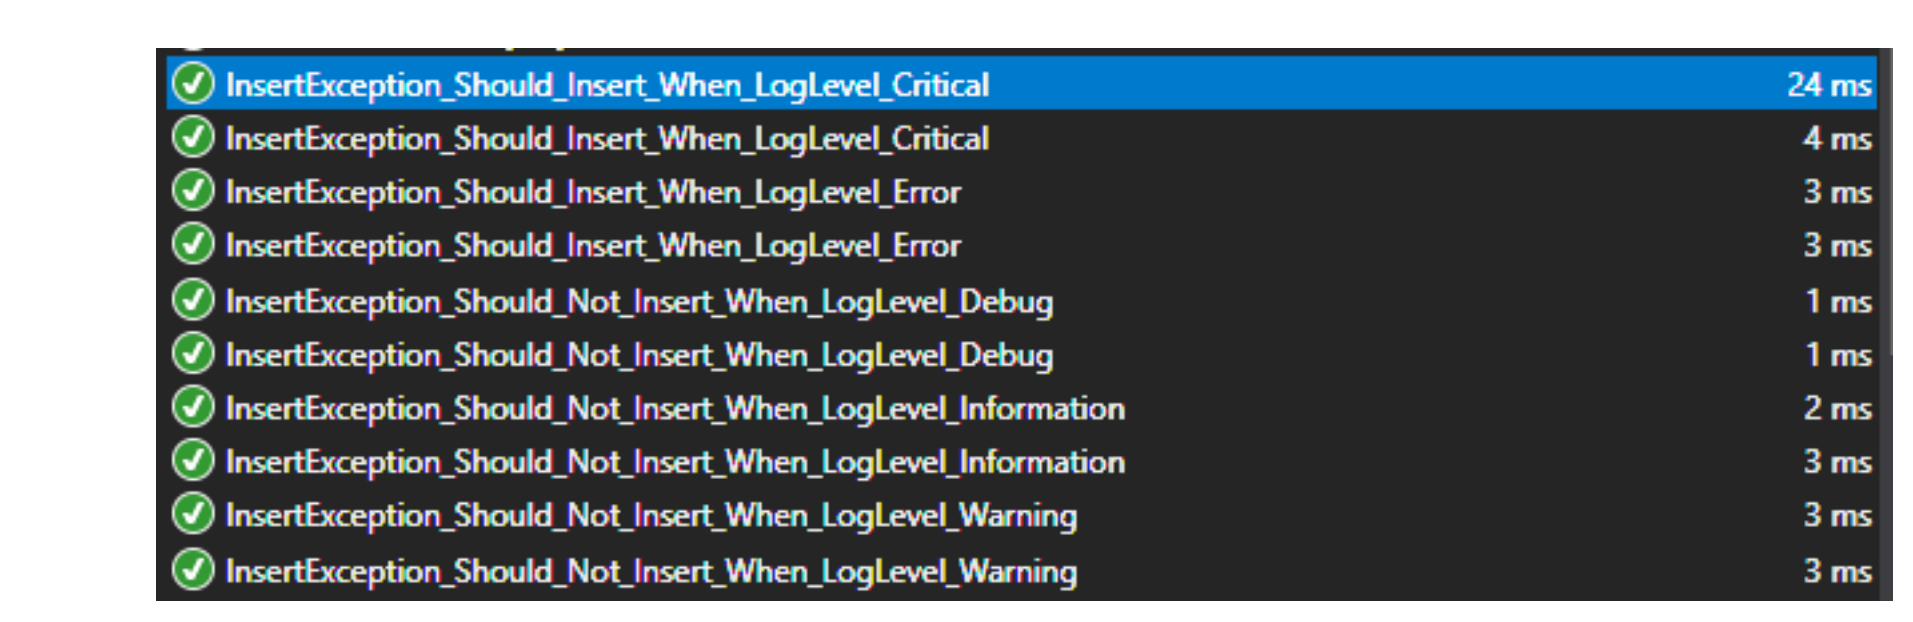 InsertException_Should_Insert_When_LogLevel_Critical 24 ms
InsertException_Should_Insert_When_LogLevel_Critical 4 ms
InsertException_Should_Insert_When_LogLevel_Error 3 ms
InsertException_Should_Insert_When_LogLevel_Error 3 ms
InsertException_Should_Not_Insert_When_LogLevel_Debug 1 ms
InsertException_Should_Not_Insert_When_LogLevel_Debug 1 ms
InsertException_Should_Not_Insert_When_LogLevel_Information 2 ms
InsertException_Should_Not_Insert_When_LogLevel_Information 3 ms
InsertException_Should_Not_Insert_When_LogLevel_Warning 3 ms
InsertException_Should_Not_Insert_When_LogLevel_Warning 3 ms